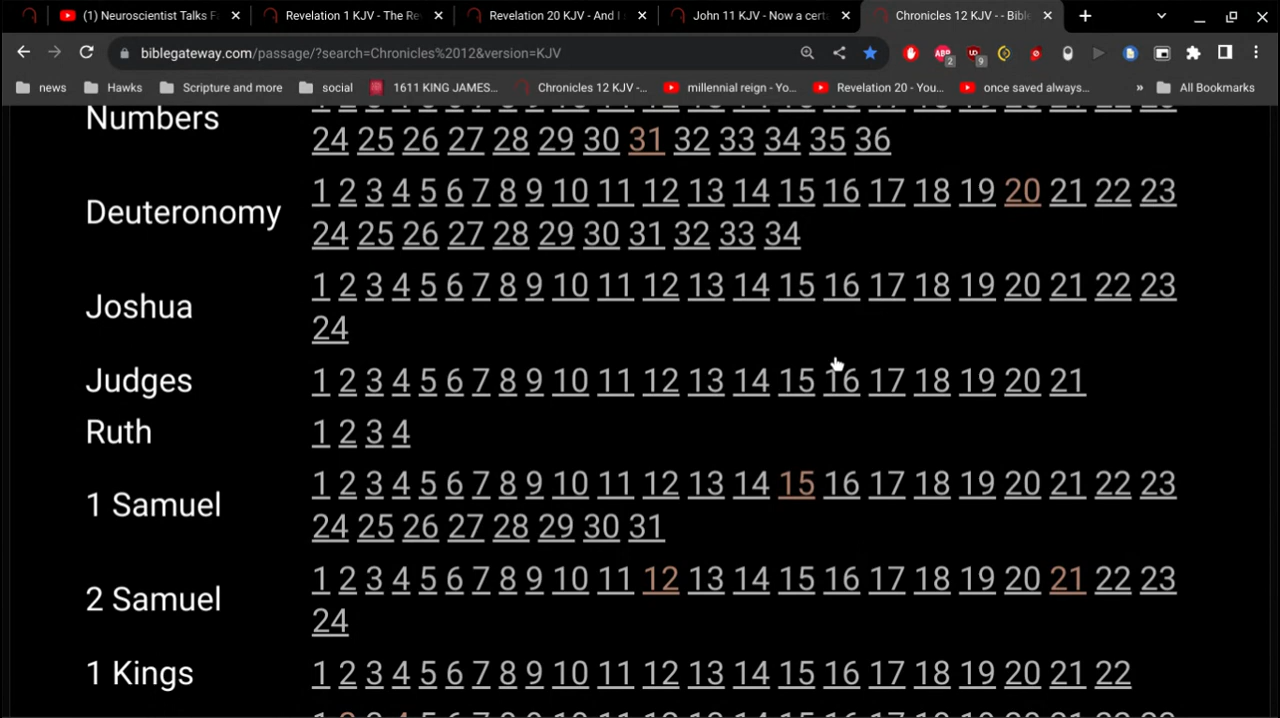 (1) Neuroscientist Talks F
Revelation 1 KJV - The Re
Revelation 20 KJV - And I
John 11 KJV - Now a cert
Chronicles 12 KJV - - Bible
biblegateway.com/passage/?search=Chronicles%2012&version=KJV
ABP 2 9
news Hawks Scripture and more social 1611 KING JAMES... Chronicles 12 KJV -... millennial reign - Yo... Revelation 20 - You... once saved always... » All Bookmarks
Numbers
24 25 26 27 28 29 30 31 32 33 34 35 36
Deuteronomy
1 2 3 4 5 6 7 8 9 10 11 12 13 14 15 16 17 18 19 20 21 22 23
24 25 26 27 28 29 30 31 32 33 34
Joshua
1 2 3 4 5 6 7 8 9 10 11 12 13 14 15 16 17 18 19 20 21 22 23
24
Judges 1 2 3 4 5 6 7 8 9 10 11 12 13 14 15 16 17 18 19 20 21
Ruth 1 2 3 4
1 Samuel
1 2 3 4 5 6 7 8 9 10 11 12 13 14 15 16 17 18 19 20 21 22 23
24 25 26 27 28 29 30 31
2 Samuel
1 2 3 4 5 6 7 8 9 10 11 12 13 14 15 16 17 18 19 20 21 22 23
24
1 Kings 1 2 3 4 5 6 7 8 9 10 11 12 13 14 15 16 17 18 19 20 21 22